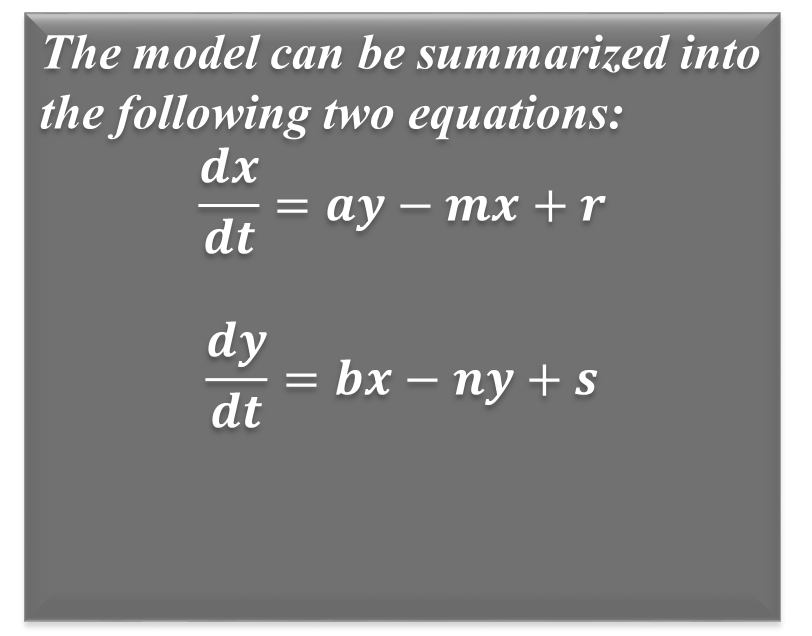 The model can be summarized into
the following two equations:
dx/dt = ay − mx + r
dy/dt = bx − ny + s